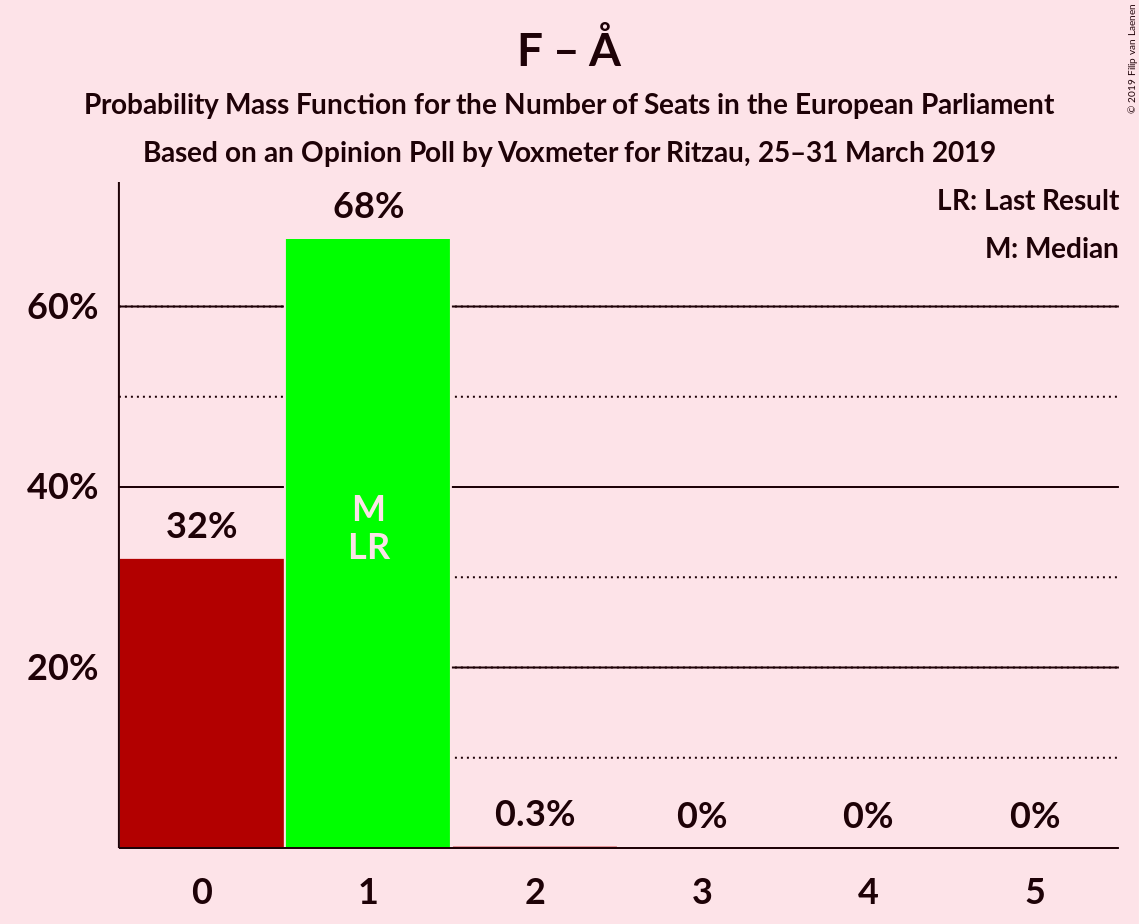 F – Å
Probability Mass Function for the Number of Seats in the European Parliament
Based on an Opinion Poll by Voxmeter for Ritzau, 25–31 March 2019
© 2019 Filip van Laenen
LR: Last Result
M: Median
68%
60%
40%
32%
M
LR
20%
0.3%
0%
0%
0%
0
1
2
3
4
5